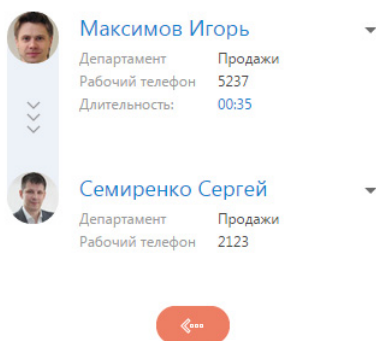 Максимов Игорь
Департамент Продажи
Рабочий телефон 5237
Длительность: 00:35
Семиренко Сергей
Департамент Продажи
Рабочий телефон 2123